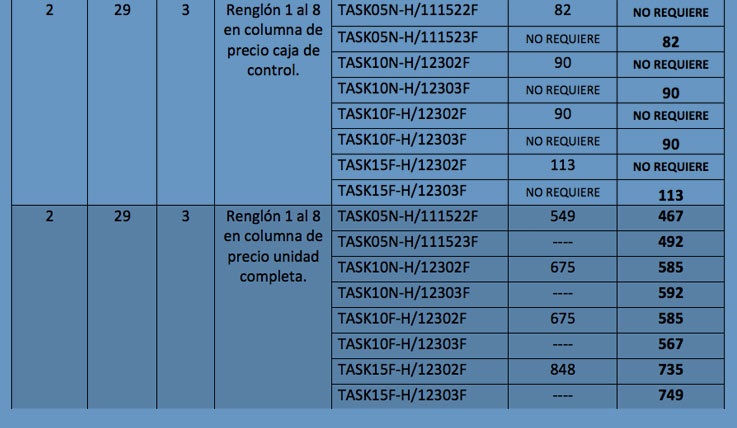 2 29 3 Renglón 1 al 8 en columna de precio caja de control. TASK05N-H/111522F 82 NO REQUIERE
TASK05N-H/111523F NO REQUIERE 82
TASK10N-H/12302F 90 NO REQUIERE
TASK10N-H/12303F NO REQUIERE 90
TASK10F-H/12302F 90 NO REQUIERE
TASK10F-H/12303F NO REQUIERE 90
TASK15F-H/12302F 113 NO REQUIERE
TASK15F-H/12303F NO REQUIERE 113
2 29 3 Renglón 1 al 8 en columna de precio unidad completa. TASK05N-H/111522F 549 467
TASK05N-H/111523F ---- 492
TASK10N-H/12302F 675 585
TASK10N-H/12303F ---- 592
TASK10F-H/12302F 675 585
TASK10F-H/12303F ---- 567
TASK15F-H/12302F 848 735
TASK15F-H/12303F ---- 749